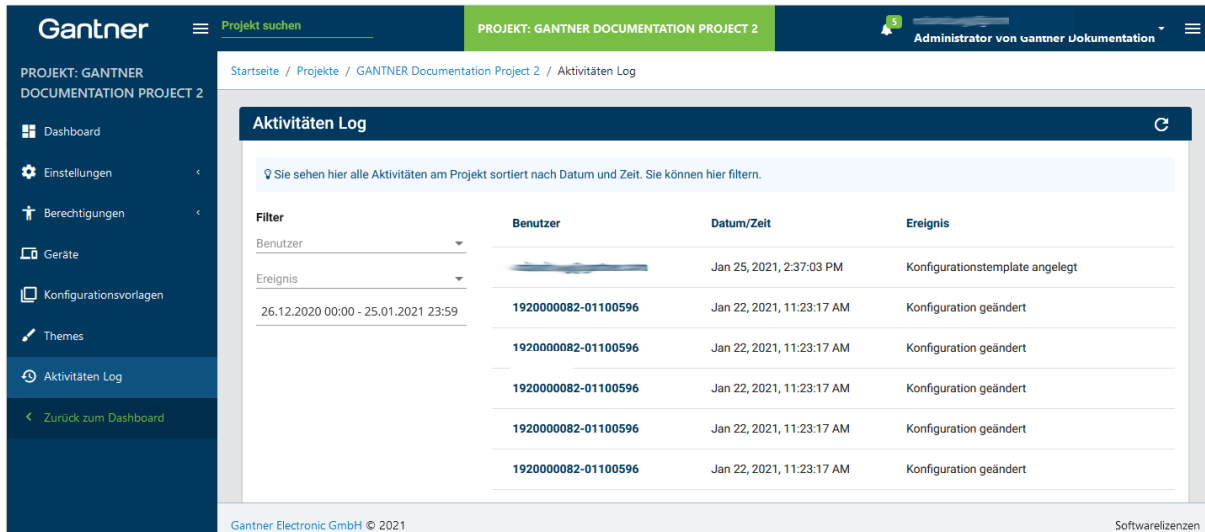 Gantner
Projekt suchen
PROJEKT: GANTNER DOCUMENTATION PROJECT 2
5
Administrator von Gantner Dokumentation
PROJEKT: GANTNER
DOCUMENTATION PROJECT 2
Dashboard
Einstellungen
Berechtigungen
Geräte
Konfigurationsvorlagen
Themes
Aktivitäten Log
Zurück zum Dashboard
Startseite / Projekte / GANTNER Documentation Project 2 / Aktivitäten Log
Aktivitäten Log
Sie sehen hier alle Aktivitäten am Projekt sortiert nach Datum und Zeit. Sie können hier filtern.
Filter
Benutzer
Ereignis
26.12.2020 00:00 - 25.01.2021 23:59
Benutzer Datum/Zeit Ereignis
Jan 25, 2021, 2:37:03 PM Konfigurationstemplate angelegt
1920000082-01100596 Jan 22, 2021, 11:23:17 AM Konfiguration geändert
1920000082-01100596 Jan 22, 2021, 11:23:17 AM Konfiguration geändert
1920000082-01100596 Jan 22, 2021, 11:23:17 AM Konfiguration geändert
1920000082-01100596 Jan 22, 2021, 11:23:17 AM Konfiguration geändert
1920000082-01100596 Jan 22, 2021, 11:23:17 AM Konfiguration geändert
Gantner Electronic GmbH © 2021
Softwarelizenzen